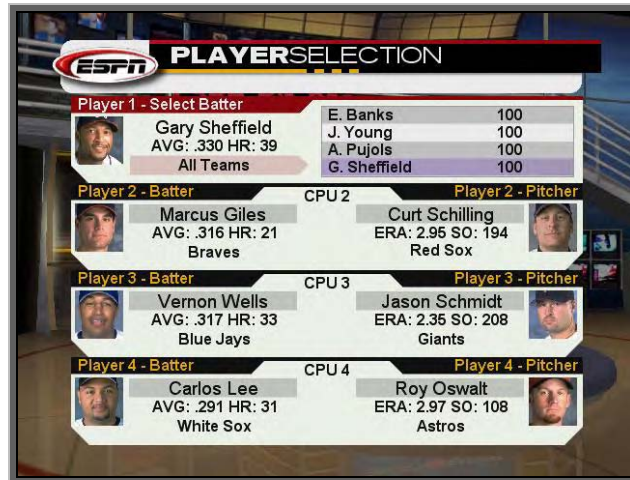 ESPN
PLAYERSELECTION
Player 1 - Select Batter
Gary Sheffield
AVG: .330 HR: 39
All Teams
E. Banks 100
J. Young 100
A. Pujols 100
G. Sheffield 100
Player 2 - Batter
CPU 2
Player 2 - Pitcher
Marcus Giles
AVG: .316 HR: 21
Braves
Curt Schilling
ERA: 2.95 SO: 194
Red Sox
Player 3 - Batter
CPU 3
Player 3 - Pitcher
Vernon Wells
AVG: .317 HR: 33
Blue Jays
Jason Schmidt
ERA: 2.35 SO: 208
Giants
Player 4 - Batter
CPU 4
Player 4 - Pitcher
Carlos Lee
AVG: .291 HR: 31
White Sox
Roy Oswalt
ERA: 2.97 SO: 108
Astros